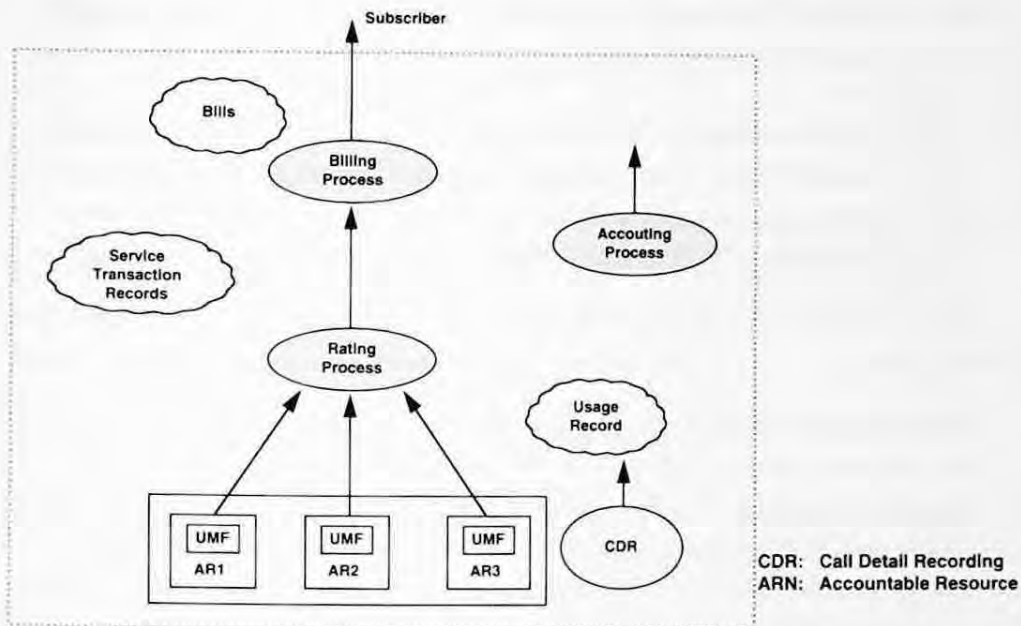 Subscriber
Bills
Billing
Process
Accouting
Process
Service
Transaction
Records
Rating
Process
Usage
Record
UMF
UMF
UMF
CDR
AR1
AR2
AR3
CDR: Call Detail Recording
ARN: Accountable Resource